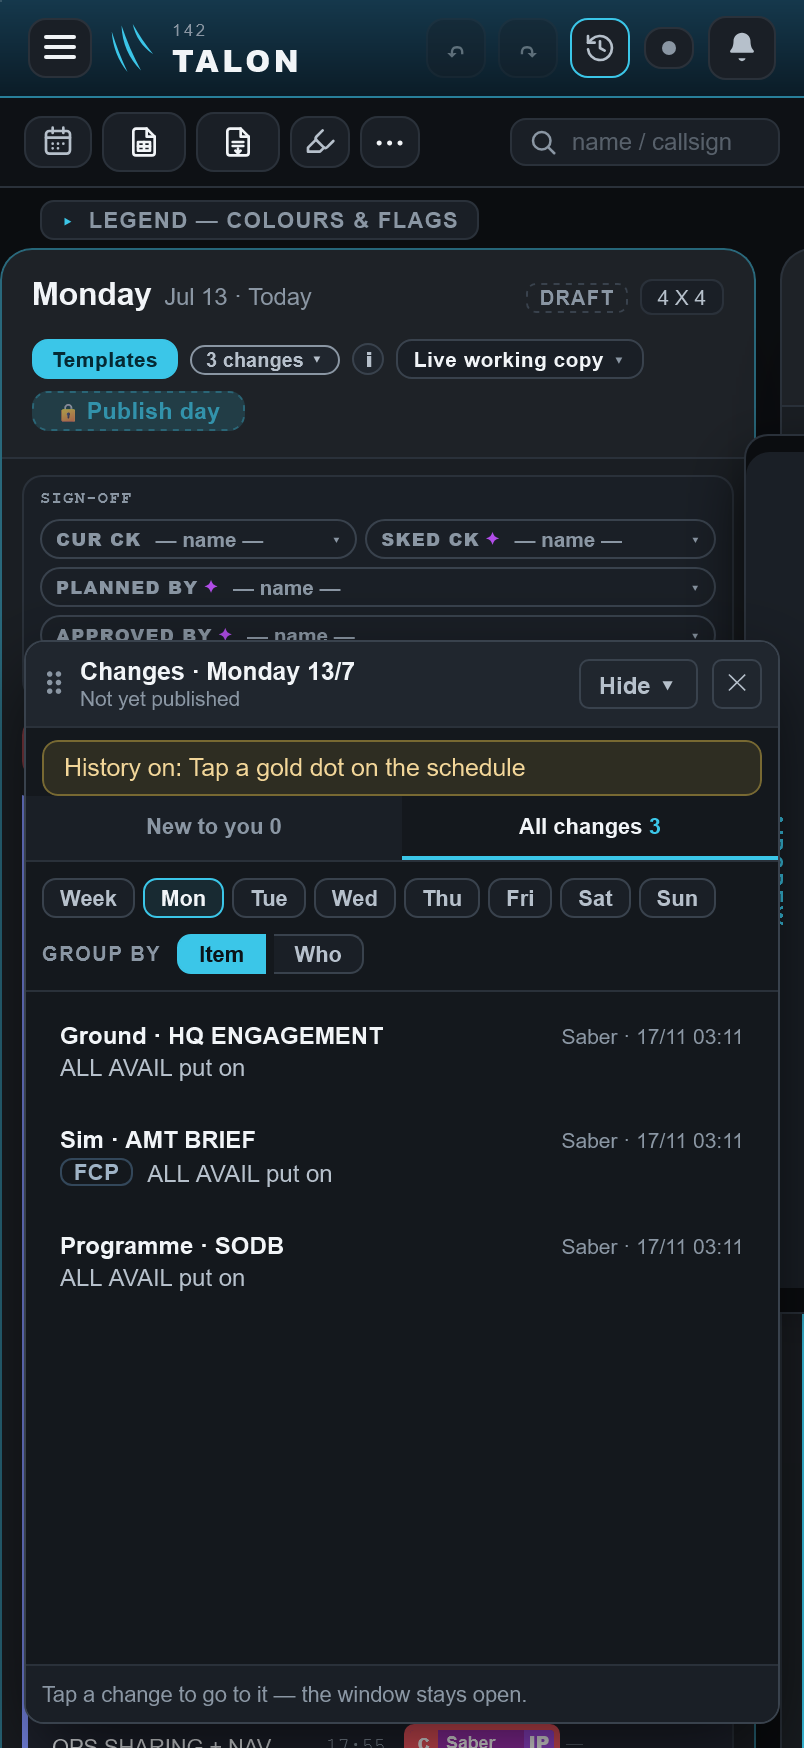 142
TALON
name / callsign
LEGEND — COLOURS & FLAGS
Monday Jul 13 · Today DRAFT 4 X 4
Templates 3 changes i Live working copy
Publish day
SIGN-OFF
CUR CK — name — SKED CK — name —
PLANNED BY — name —
APPROVED BY — name —
Changes · Monday 13/7
Not yet published
Hide
History on: Tap a gold dot on the schedule
New to you 0 All changes 3
Week Mon Tue Wed Thu Fri Sat Sun
GROUP BY Item Who
Ground · HQ ENGAGEMENT Saber · 17/11 03:11
ALL AVAIL put on
Sim · AMT BRIEF Saber · 17/11 03:11
FCP ALL AVAIL put on
Programme · SODB Saber · 17/11 03:11
ALL AVAIL put on
Tap a change to go to it — the window stays open.
OPS SHARING + NAV 17:55 C Saber IP —